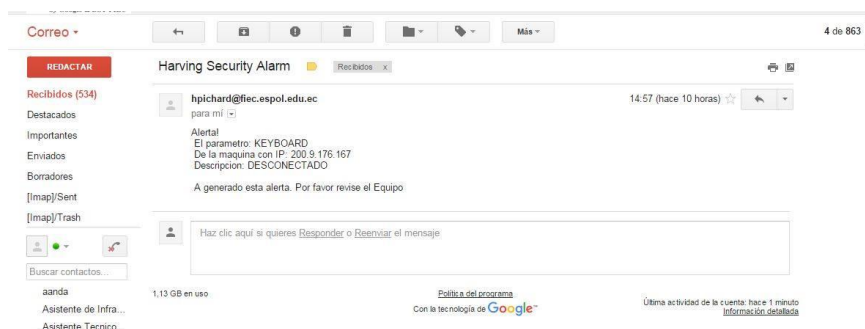 Correo
Más
4 de 863
REDACTAR
Harving Security Alarm
Recibidos x
Recibidos (534)
Destacados
Importantes
Enviados
Borradores
[Imap]/Sent
[Imap]/Trash
Buscar contactos...
aanda
Asistente de Infra...
Asistente Tecnico
hpichard@fiec.espol.edu.ec
14:57 (hace 10 horas)
para mí
Alerta!
El parametro: KEYBOARD
De la maquina con IP: 200.9.176.167
Descripcion: DESCONECTADO
A generado esta alerta. Por favor revise el Equipo
Haz clic aquí si quieres Responder o Reenviar el mensaje
1,13 GB en uso
Política del programa
Con la tecnología de Google™
Última actividad de la cuenta: hace 1 minuto
Información detallada